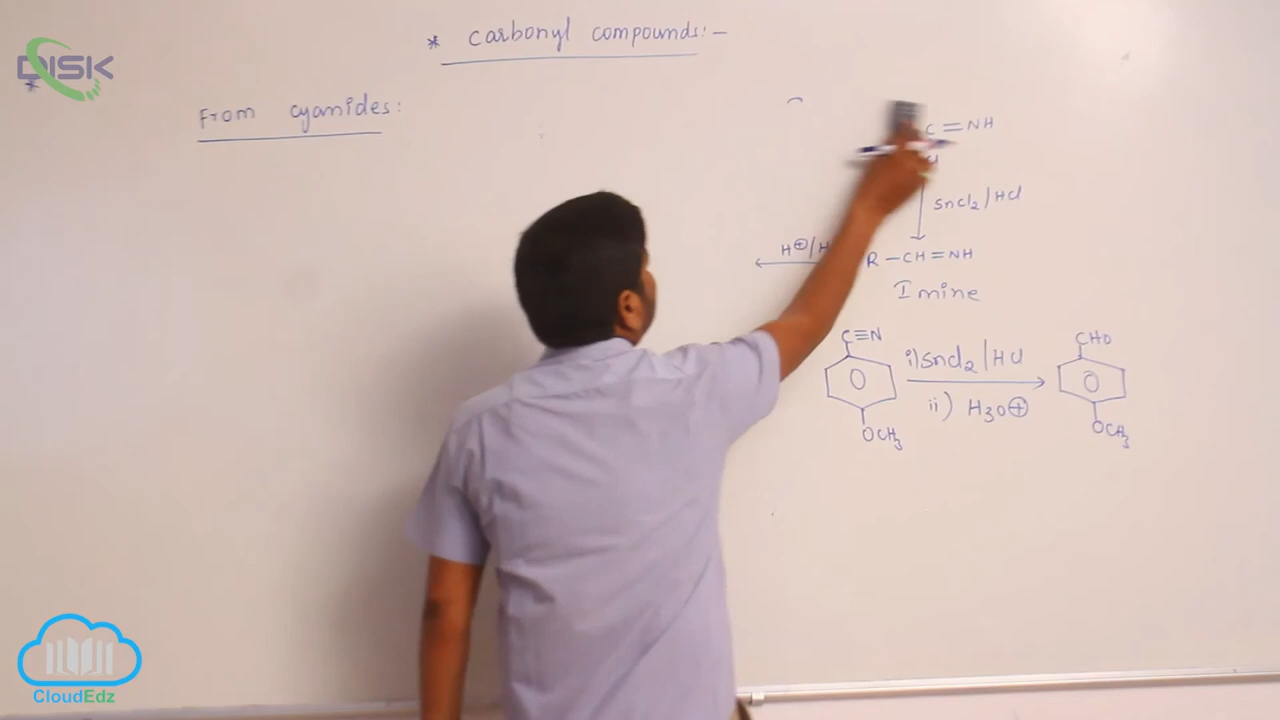 * carbonyl compounds:-
DISK
*
From cyanides:
C=NH
SnCl2/HCl
H⊕/H
R-CH=NH
Imine
C≡N
i)SnCl2/HCl
CHO
ii) H3O⊕
OCH3
OCH3
CloudEdz